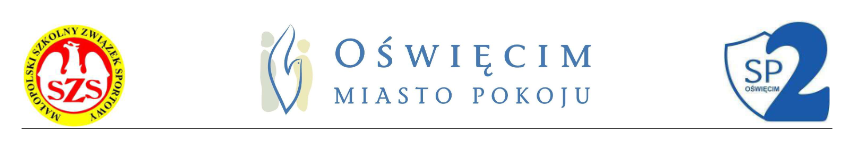 MAŁOPOLSKI SZKOLNY ZWIĄZEK SPORTOWY
SZS
OŚWIĘCIM
MIASTO POKOJU
SP 2
OŚWIĘCIM